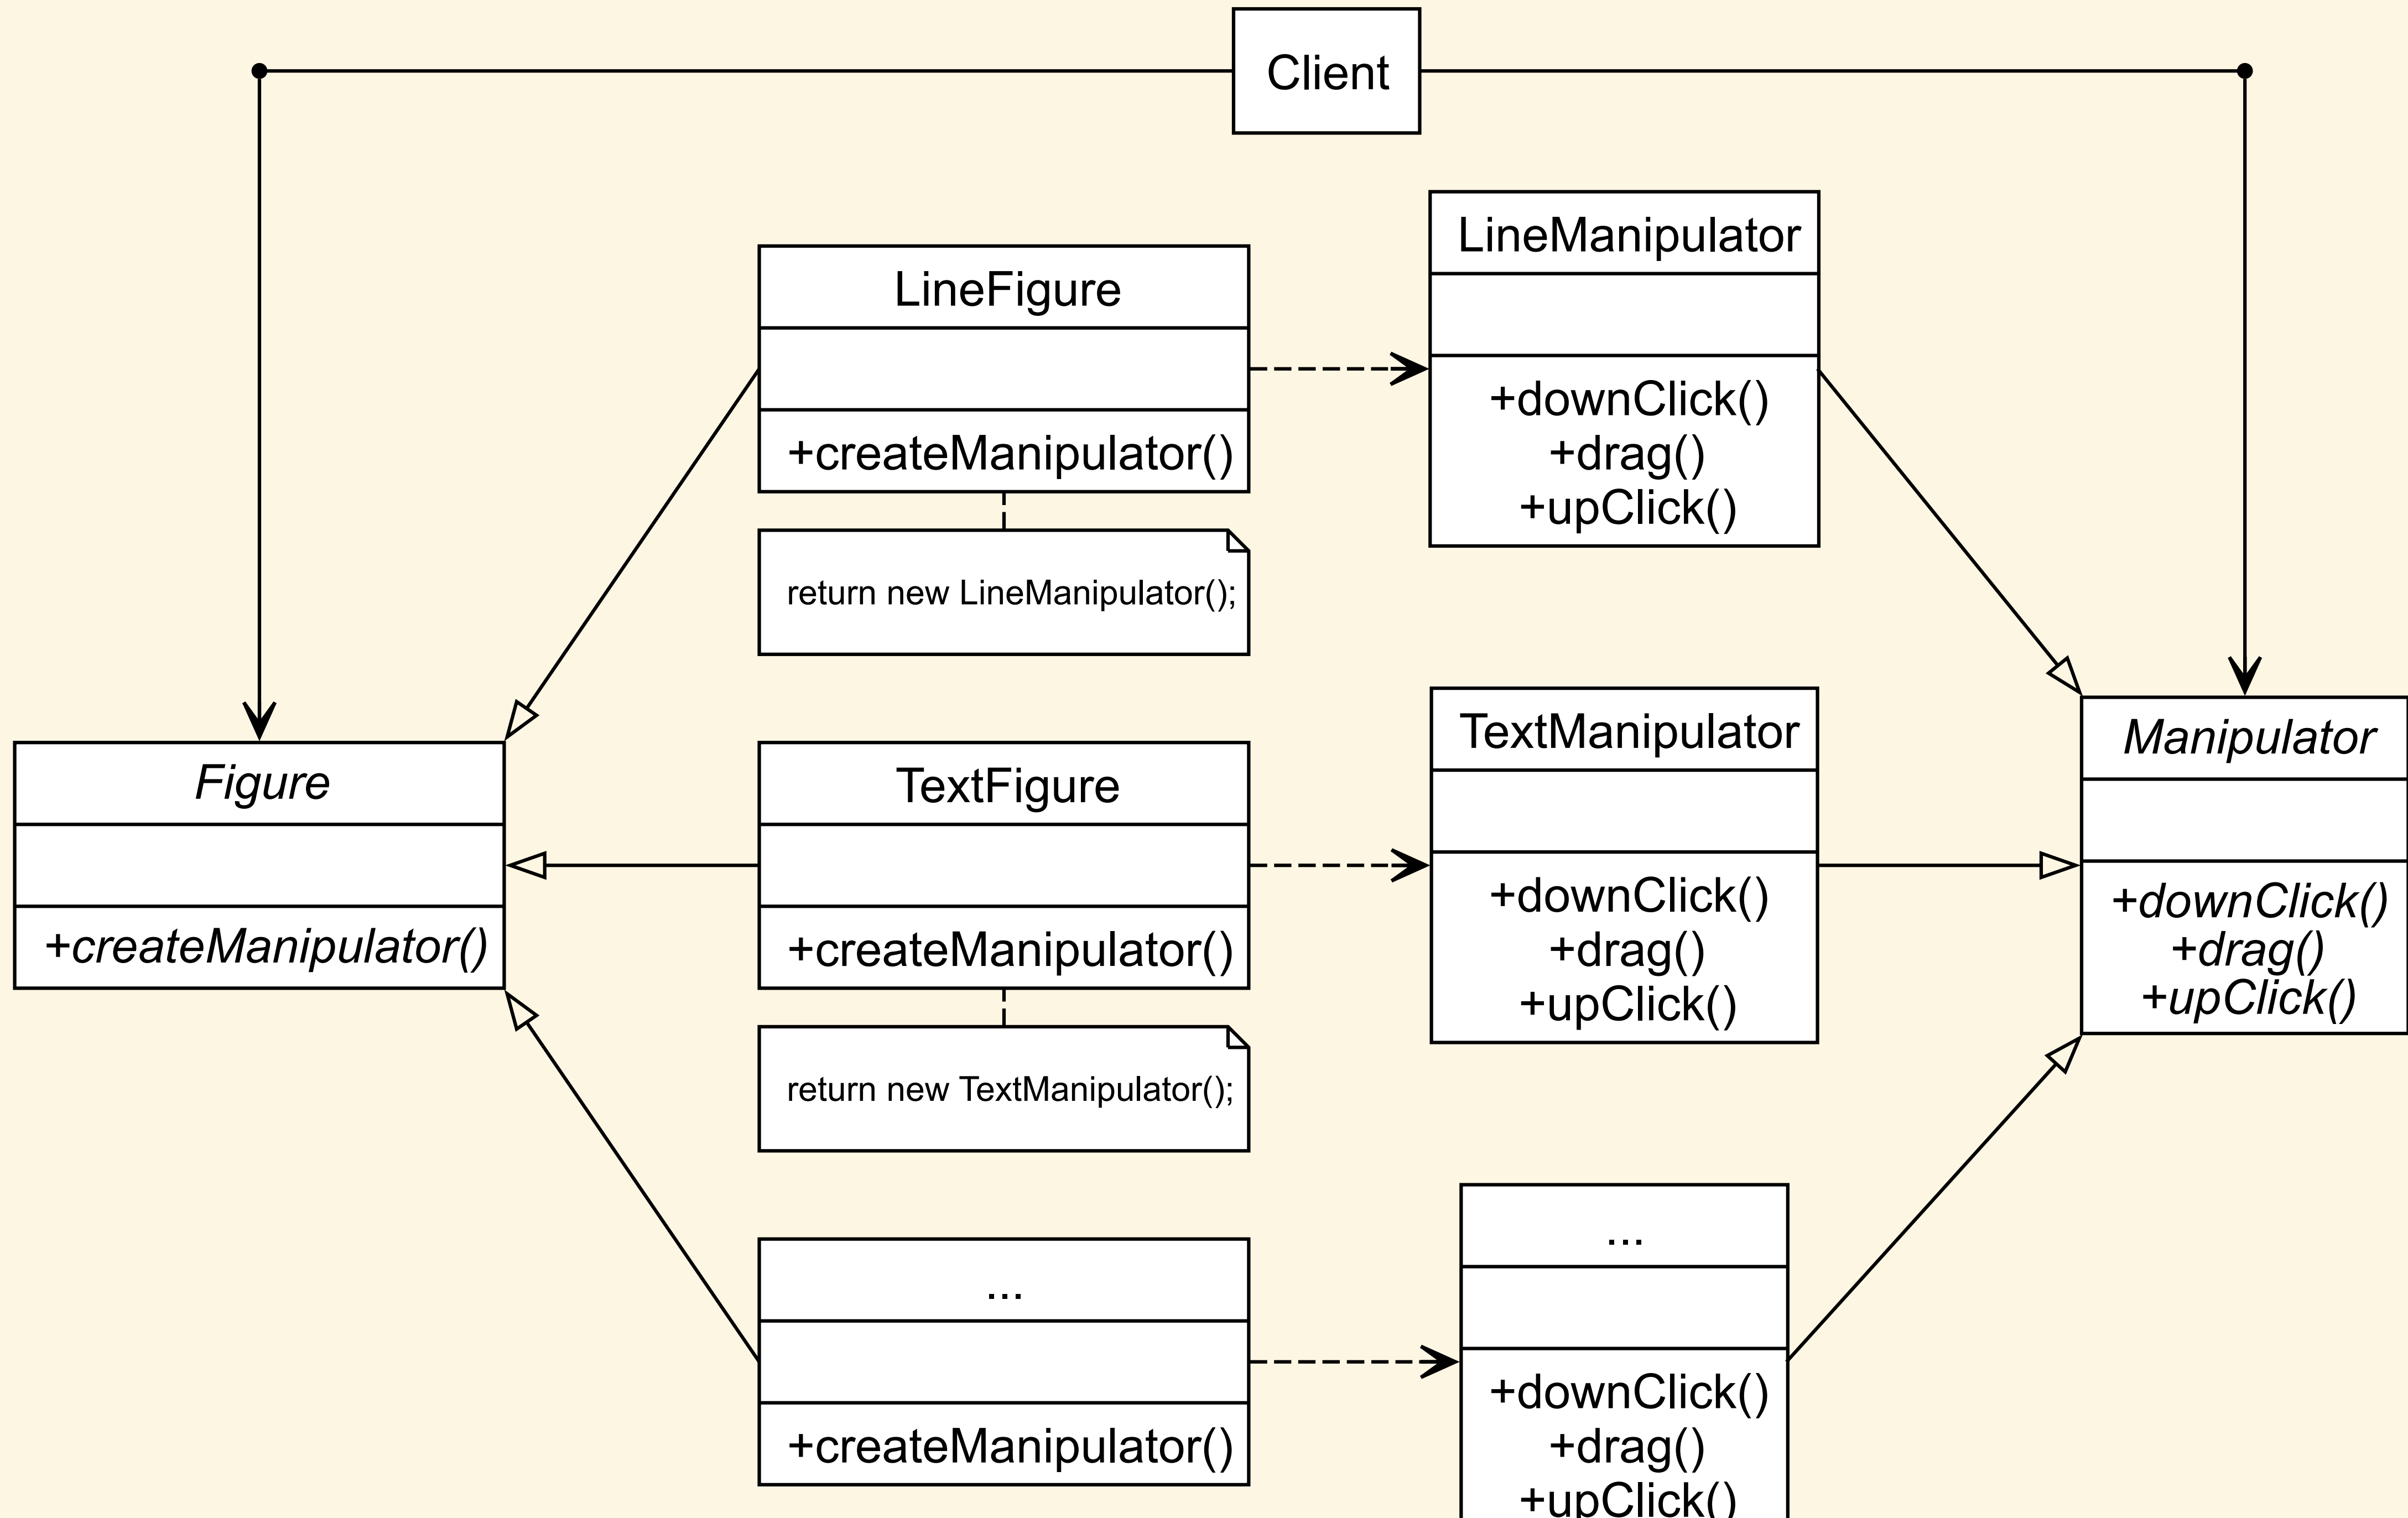 Client
LineManipulator
+downClick()
+drag()
+upClick()
LineFigure
+createManipulator()
return new LineManipulator();
Figure
+createManipulator()
TextFigure
+createManipulator()
return new TextManipulator();
TextManipulator
+downClick()
+drag()
+upClick()
Manipulator
+downClick()
+drag()
+upClick()
...
+createManipulator()
...
+downClick()
+drag()
+upClick()